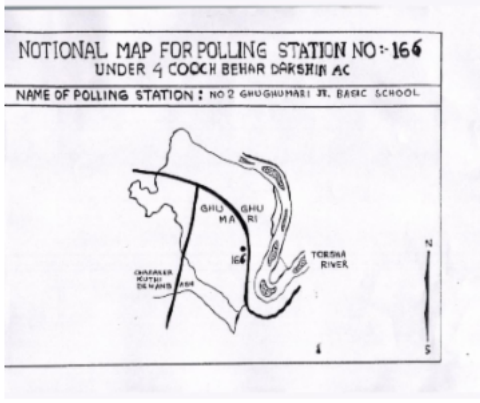 NOTIONAL MAP FOR POLLING STATION NO:-166
UNDER 4 COOCH BEHAR DAKSHIN AC
NAME OF POLLING STATION : NO 2 GHUGHUMARI JR. BASIC SCHOOL
GHU GHU
MA RI
166
TORSHA
RIVER
KUTHI
N
S